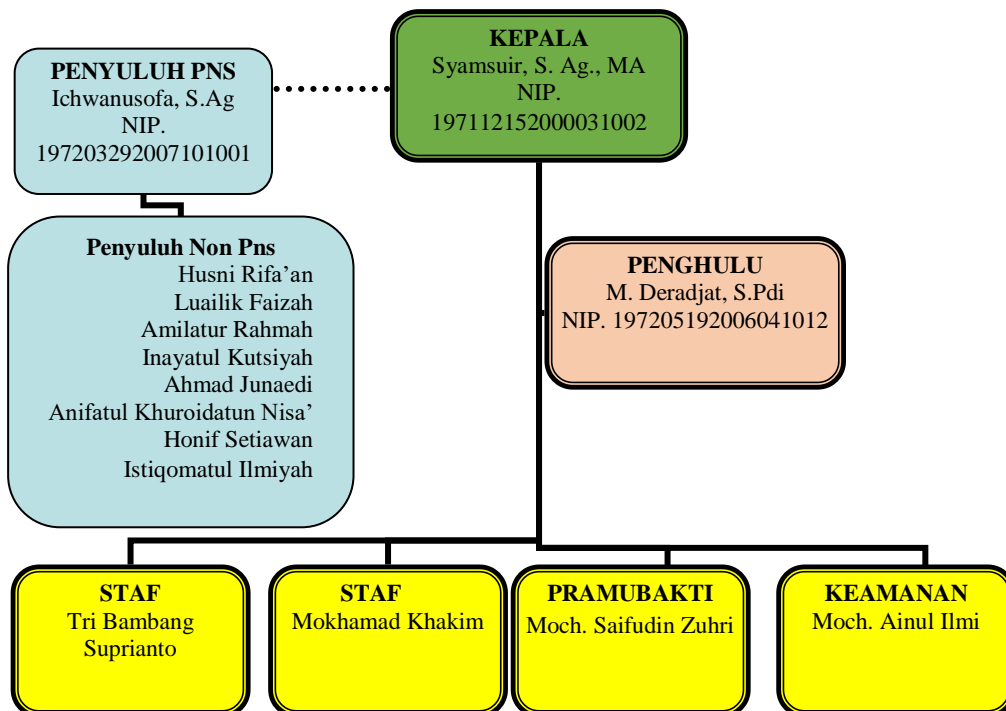 KEPALA
Syamsuir, S. Ag., MA
NIP.
197112152000031002
PENYULUH PNS
Ichwanusofa, S.Ag
NIP.
197203292007101001
Penyuluh Non Pns
Husni Rifa’an
Luailik Faizah
Amilatur Rahmah
Inayatul Kutsiyah
Ahmad Junaedi
Anifatul Khuroidatun Nisa’
Honif Setiawan
Istiqomatul Ilmiyah
PENGHULU
M. Deradjat, S.Pdi
NIP. 197205192006041012
STAF
Tri Bambang
Suprianto
STAF
Mokhamad Khakim
PRAMUBAKTI
Moch. Saifudin Zuhri
KEAMANAN
Moch. Ainul Ilmi